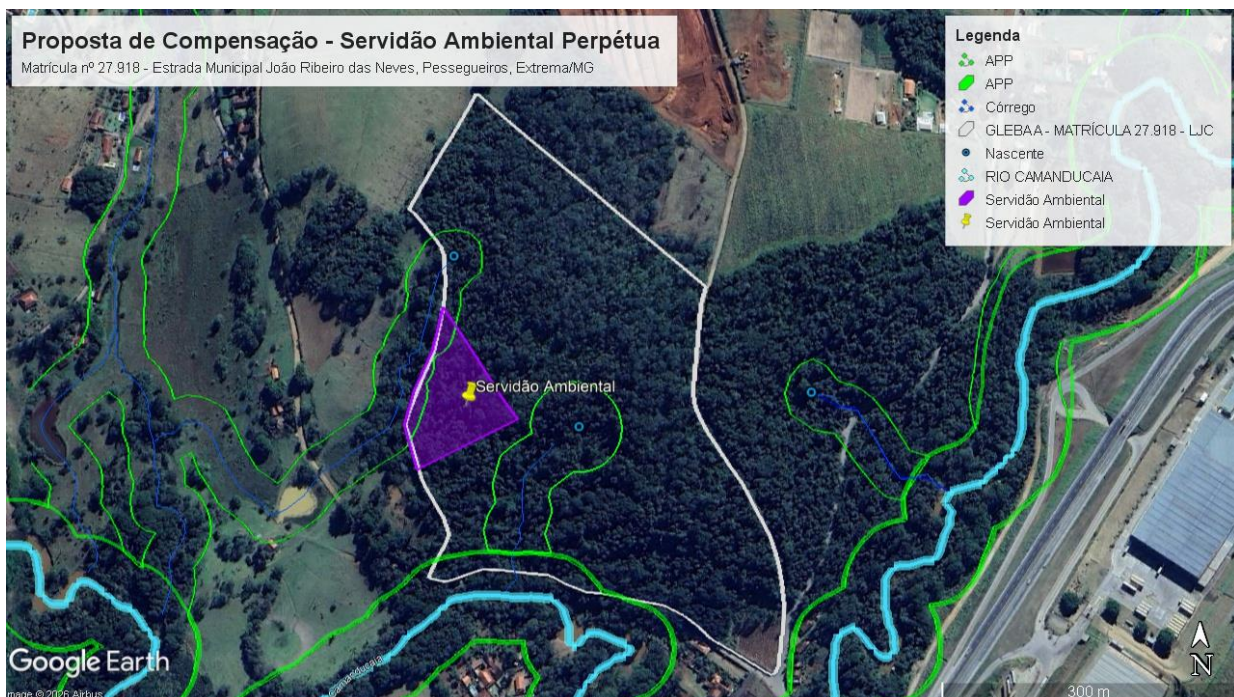 Proposta de Compensação - Servidão Ambiental Perpétua
Matrícula nº 27.918 - Estrada Municipal João Ribeiro das Neves, Pessegueiros, Extrema/MG
Legenda
APP
APP
Córrego
GLEBA A - MATRÍCULA 27.918 - LJC
Nascente
RIO CAMANDUCAIA
Servidão Ambiental
Servidão Ambiental
Servidão Ambiental
Google Earth
Image © 2026 Airbus
300 m
N